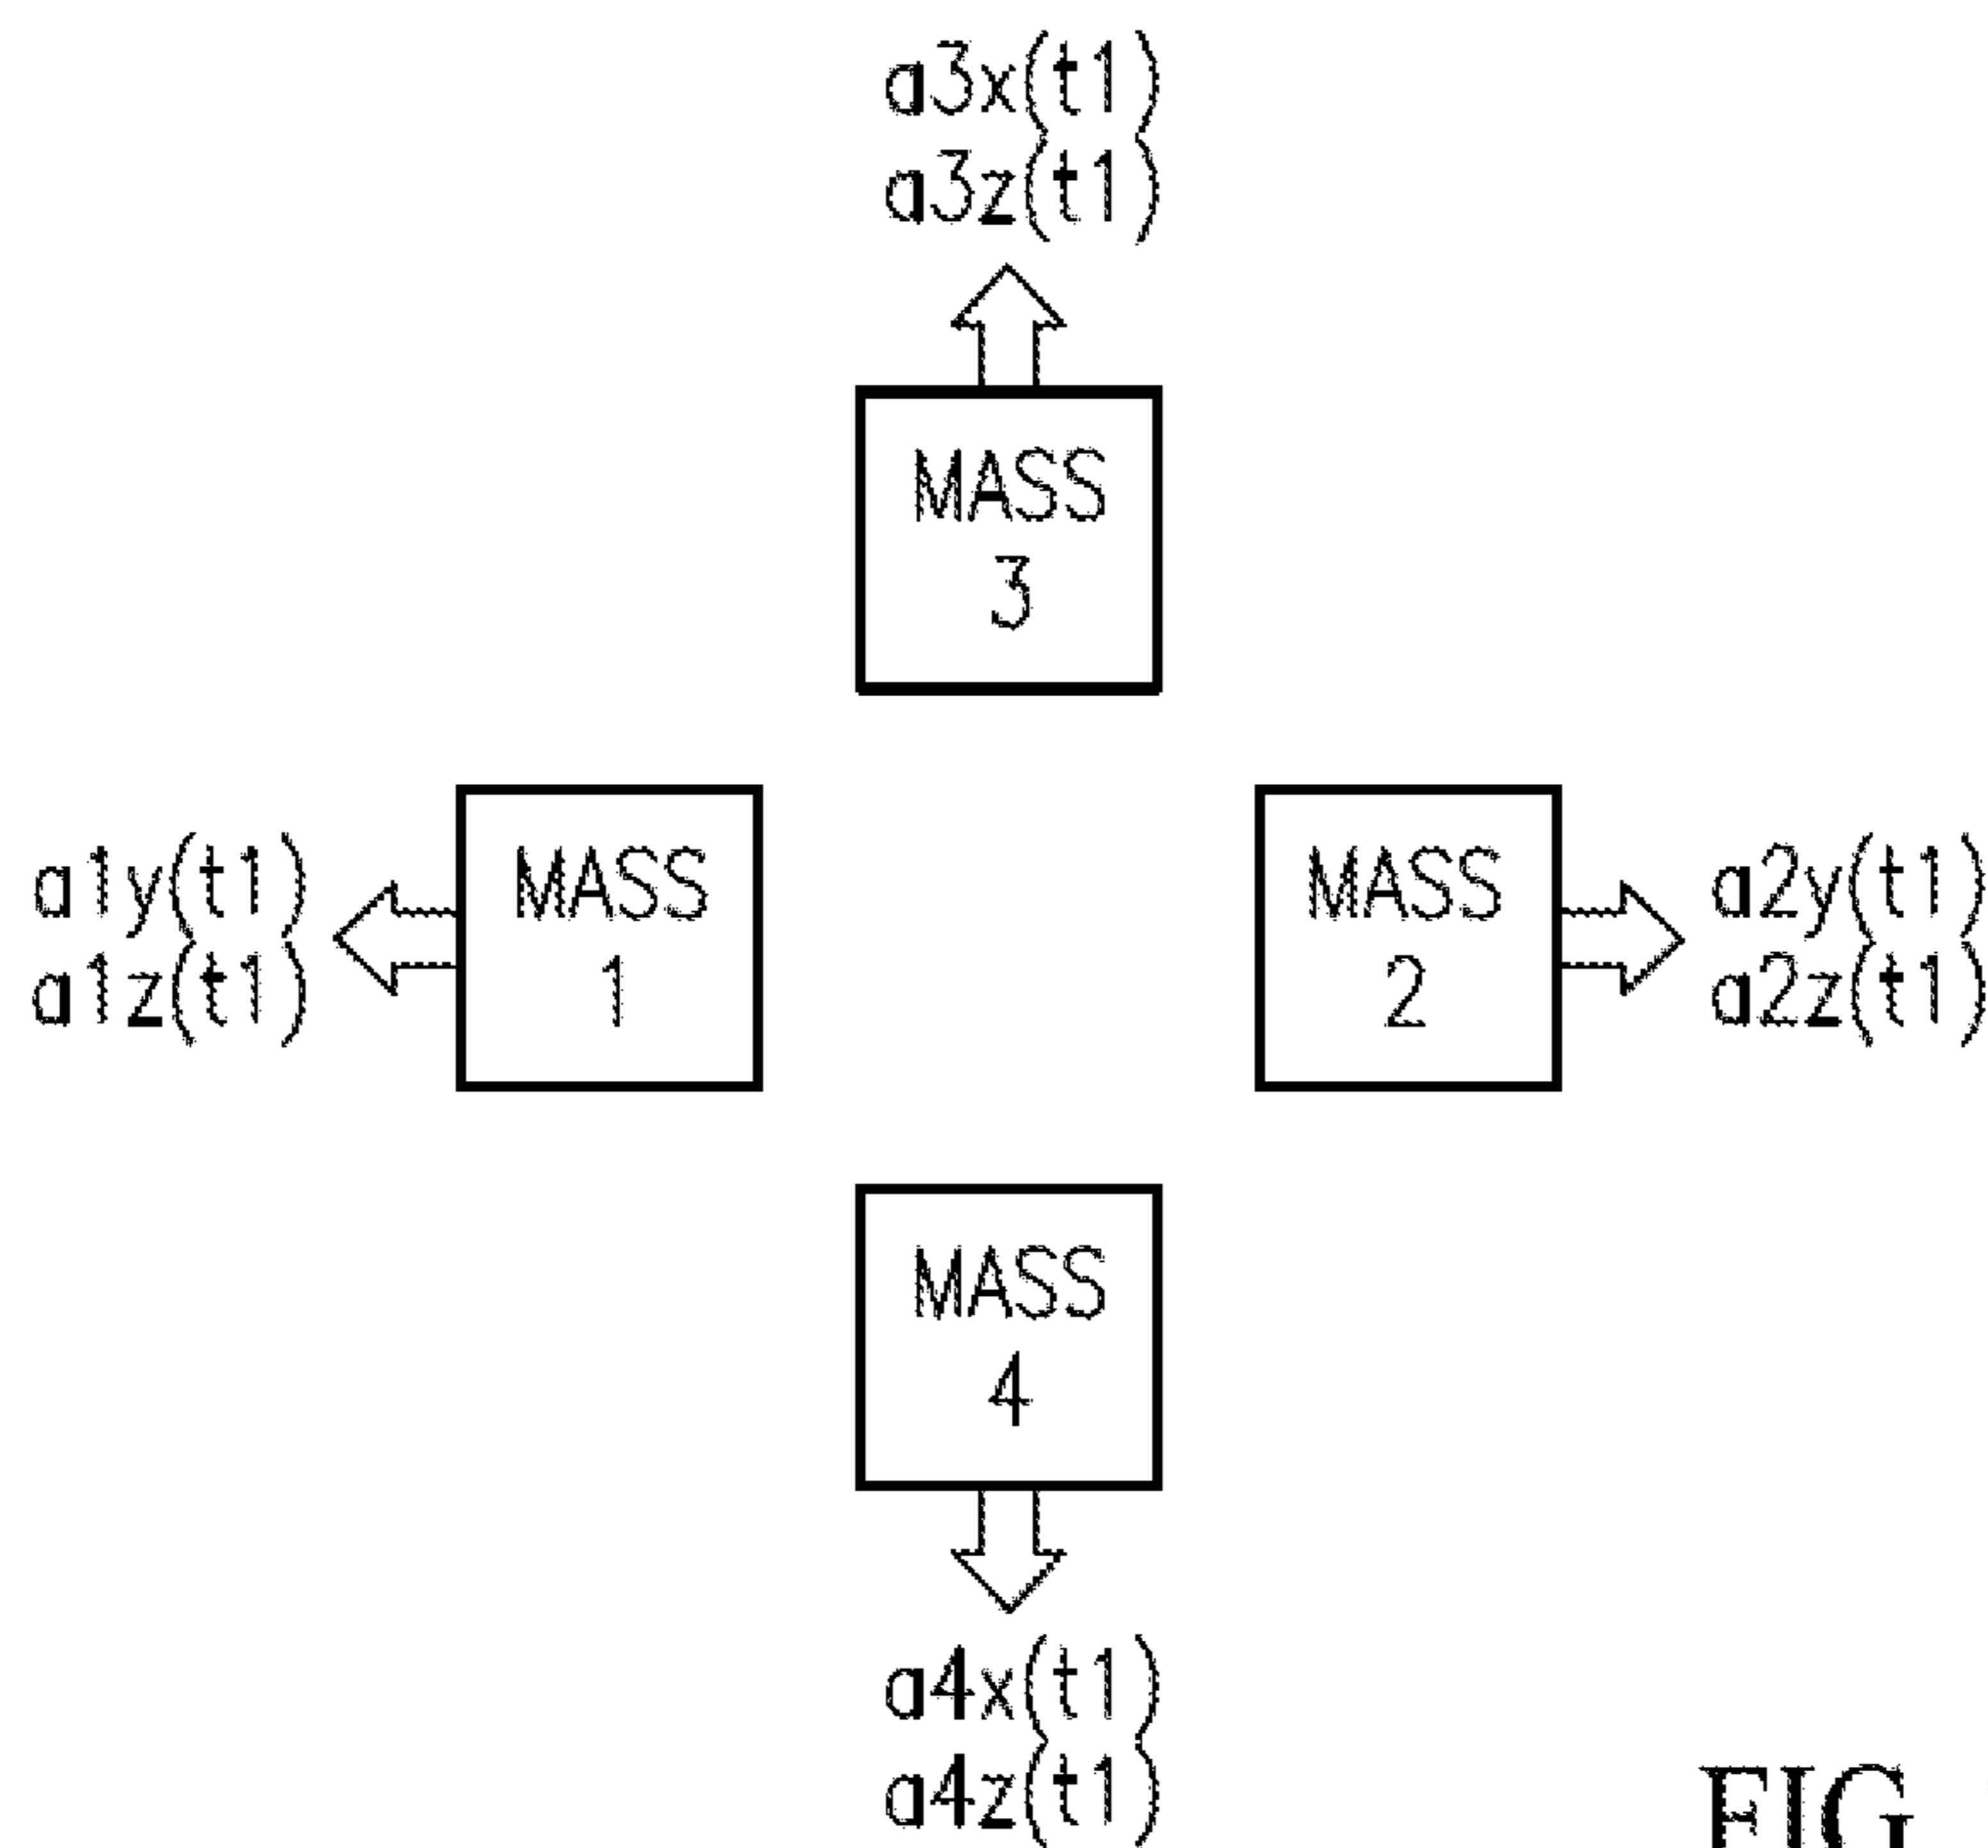 a3x(t1)
a3z(t1)
MASS
3
a1y(t1)
a1z(t1)
MASS
1
MASS
2
a2y(t1)
a2z(t1)
MASS
4
a4x(t1)
a4z(t1)
FIG